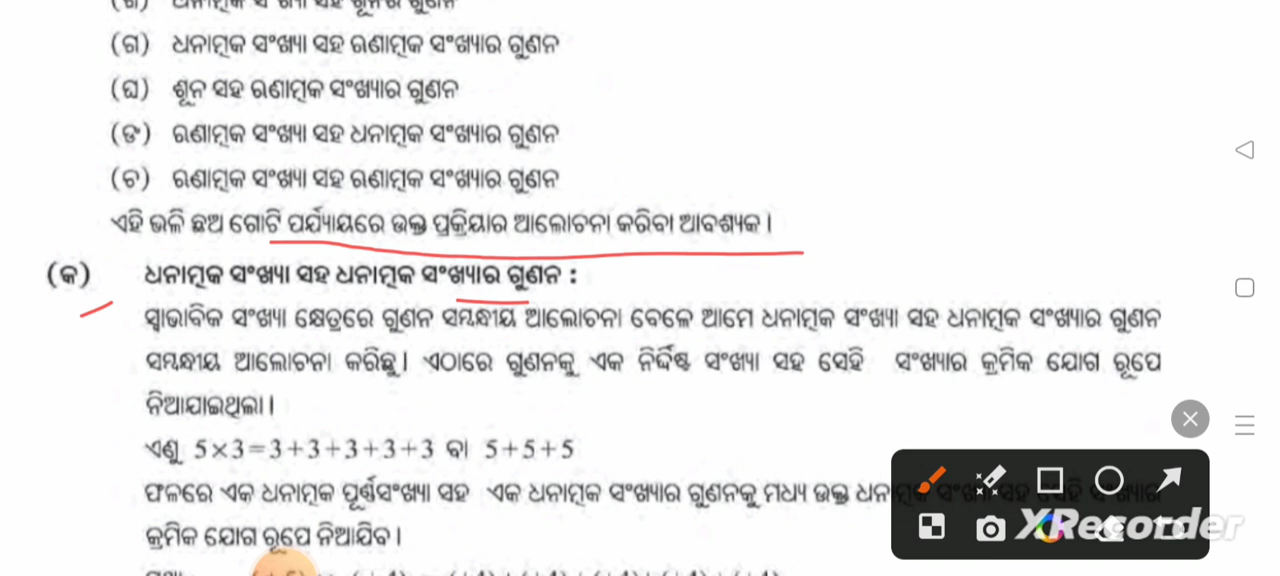 (ଗ) ଧନାତ୍ମକ ସଂଖ୍ୟା ସହ ଋଣାତ୍ମକ ସଂଖ୍ୟାର ଗୁଣନ
(ଘ) ଶୂନ ସହ ଋଣାତ୍ମକ ସଂଖ୍ୟାର ଗୁଣନ
(ଙ) ଋଣାତ୍ମକ ସଂଖ୍ୟା ସହ ଧନାତ୍ମକ ସଂଖ୍ୟାର ଗୁଣନ
(ଚ) ଋଣାତ୍ମକ ସଂଖ୍ୟା ସହ ଋଣାତ୍ମକ ସଂଖ୍ୟାର ଗୁଣନ
ଏହି ଭଳି ଛଅ ଗୋଟି ପର୍ଯ୍ୟାୟରେ ଉକ୍ତ ପ୍ରକ୍ରିୟାର ଆଲୋଚନା କରିବା ଆବଶ୍ୟକ।
(କ) ଧନାତ୍ମକ ସଂଖ୍ୟା ସହ ଧନାତ୍ମକ ସଂଖ୍ୟାର ଗୁଣନ :
ସ୍ୱାଭାବିକ ସଂଖ୍ୟା କ୍ଷେତ୍ରରେ ଗୁଣନ ସମ୍ବନ୍ଧୀୟ ଆଲୋଚନା ବେଳେ ଆମେ ଧନାତ୍ମକ ସଂଖ୍ୟା ସହ ଧନାତ୍ମକ ସଂଖ୍ୟାର ଗୁଣନ
ସମ୍ବନ୍ଧୀୟ ଆଲୋଚନା କରିଛୁ। ଏଠାରେ ଗୁଣନକୁ ଏକ ନିର୍ଦ୍ଦିଷ୍ଟ ସଂଖ୍ୟା ସହ ସେହି ସଂଖ୍ୟାର କ୍ରମିକ ଯୋଗ ରୂପେ
ନିଆଯାଇଥିଲା।
ଏଣୁ 5×3=3+3+3+3+3 ବା 5+5+5
ଫଳରେ ଏକ ଧନାତ୍ମକ ପୂର୍ଣ୍ଣସଂଖ୍ୟା ସହ ଏକ ଧନାତ୍ମକ ସଂଖ୍ୟାର ଗୁଣନକୁ ମଧ୍ୟ ଉକ୍ତ ଧନାତ୍ମକ ସଂଖ୍ୟା ସହ ସେହି ସଂଖ୍ୟାର
କ୍ରମିକ ଯୋଗ ରୂପେ ନିଆଯିବ।
XRecorder